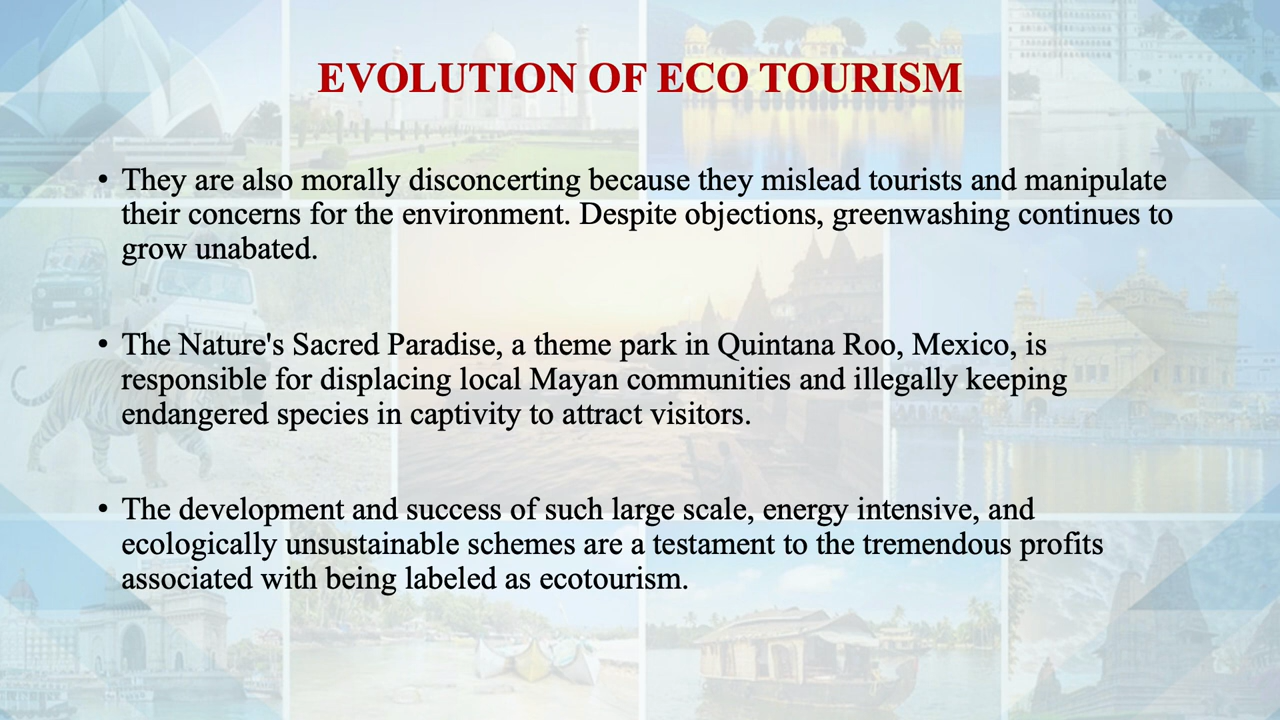 EVOLUTION OF ECO TOURISM
• They are also morally disconcerting because they mislead tourists and manipulate
their concerns for the environment. Despite objections, greenwashing continues to
grow unabated.
• The Nature's Sacred Paradise, a theme park in Quintana Roo, Mexico, is
responsible for displacing local Mayan communities and illegally keeping
endangered species in captivity to attract visitors.
• The development and success of such large scale, energy intensive, and
ecologically unsustainable schemes are a testament to the tremendous profits
associated with being labeled as ecotourism.